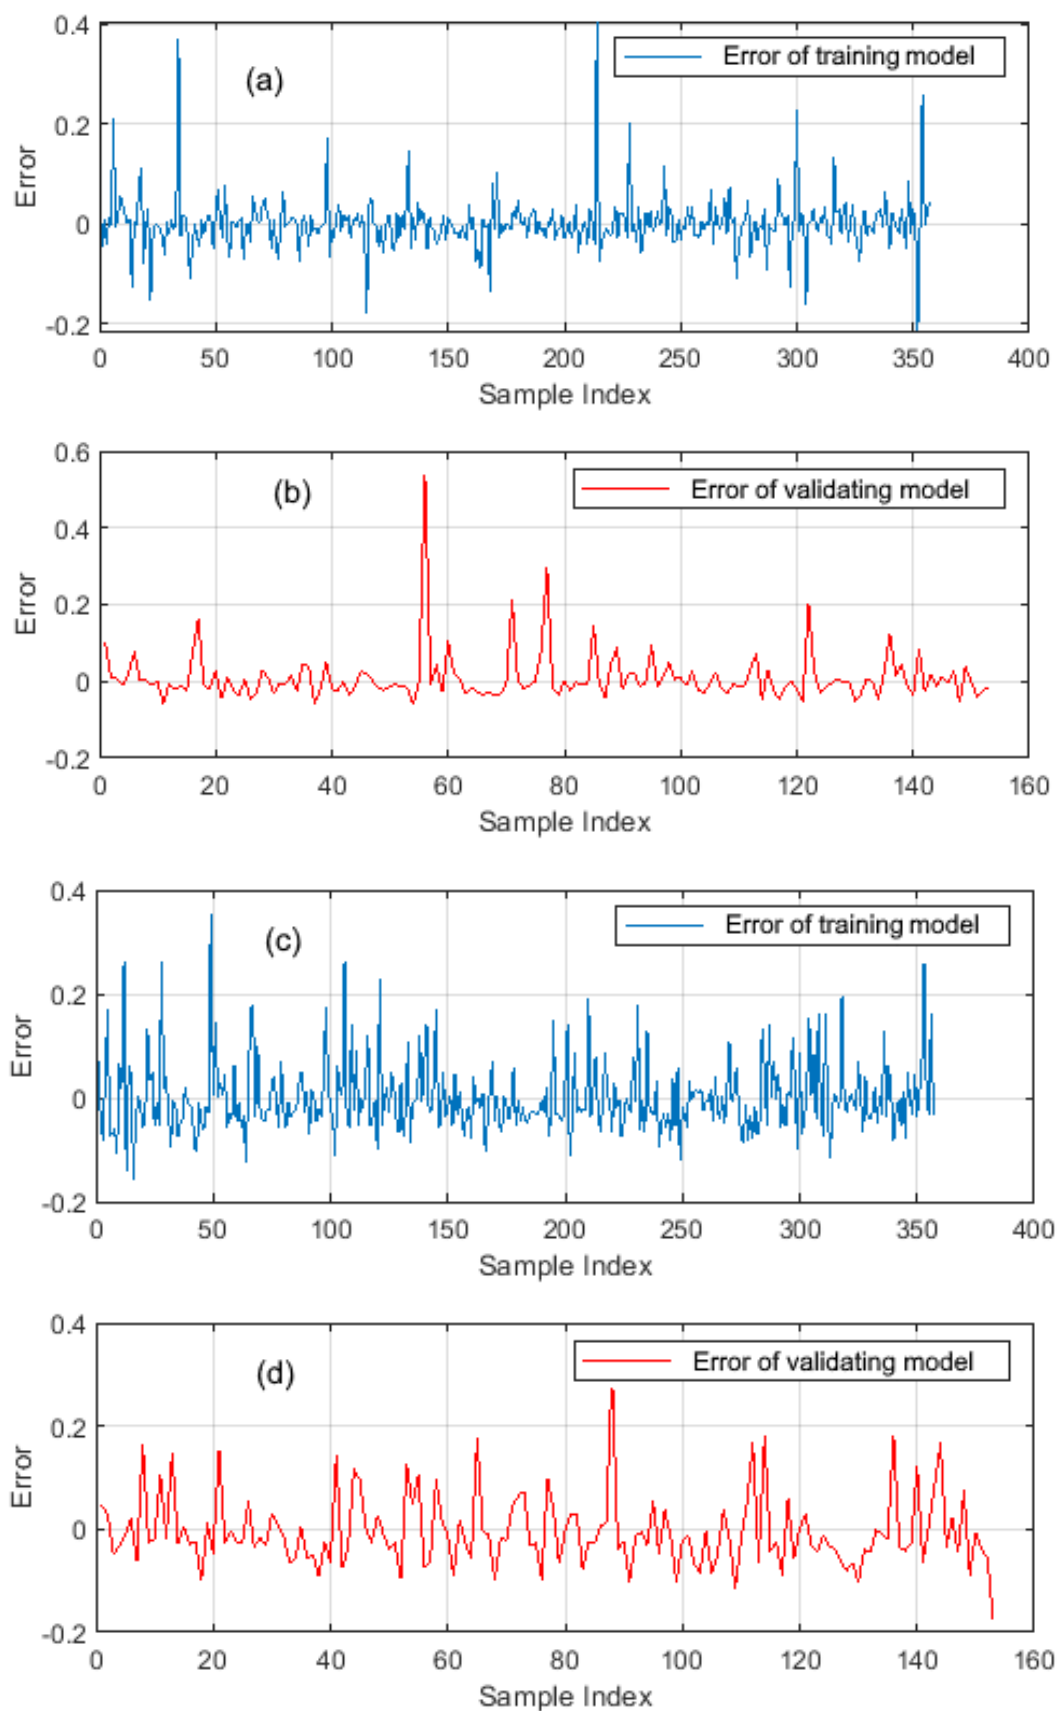 0.4
Error of training model
(a)
0.2
Error
0
-0.2
0 50 100 150 200 250 300 350 400
Sample Index
0.6
(b)
Error of validating model
0.4
Error
0.2
0
-0.2
0 20 40 60 80 100 120 140 160
Sample Index
0.4
Error of training model
(c)
0.2
Error
0
-0.2
0 50 100 150 200 250 300 350 400
Sample Index
0.4
Error of validating model
(d)
0.2
Error
0
-0.2
0 20 40 60 80 100 120 140 160
Sample Index